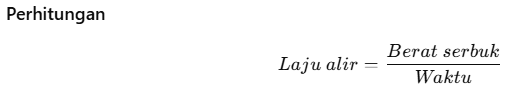 Perhitungan
Laju alir = Berat serbuk / Waktu